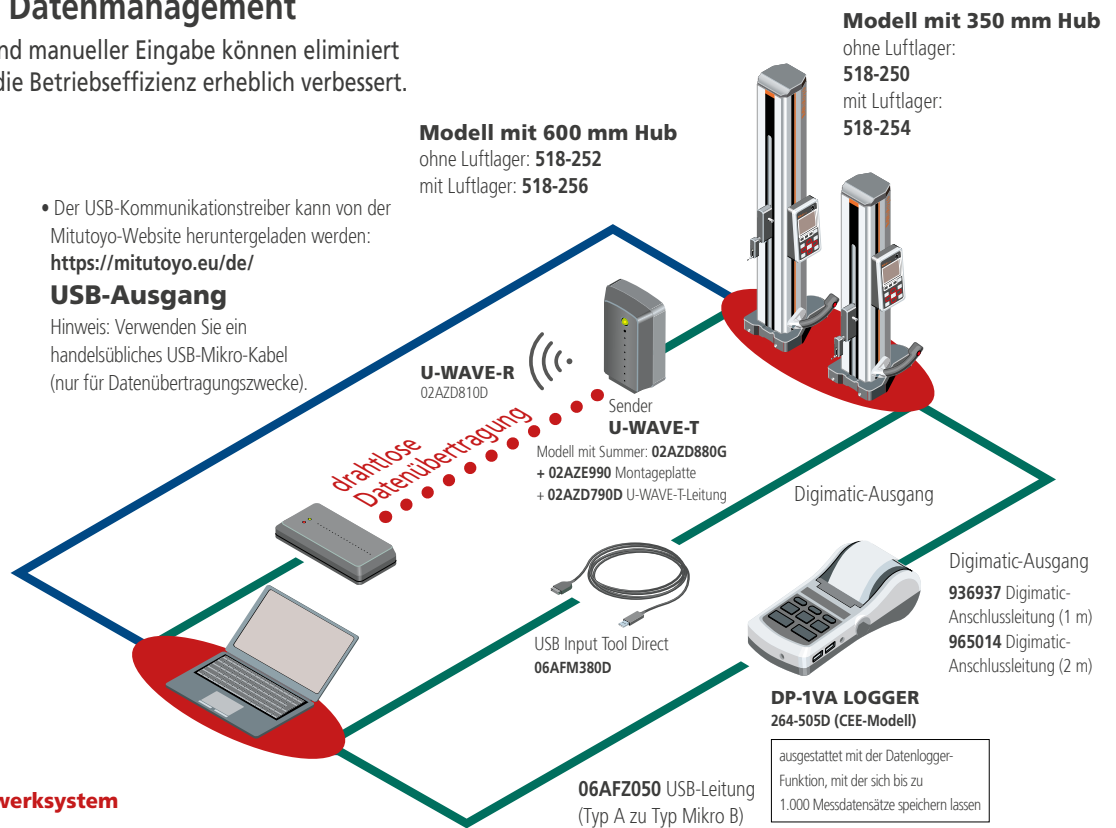 Datenmanagement
nd manueller Eingabe können eliminiert
die Betriebseffizienz erheblich verbessert.
Modell mit 350 mm Hub
ohne Luftlager:
518-250
mit Luftlager:
518-254
Modell mit 600 mm Hub
ohne Luftlager: 518-252
mit Luftlager: 518-256
• Der USB-Kommunikationstreiber kann von der
Mitutoyo-Website heruntergeladen werden:
https://mitutoyo.eu/de/
USB-Ausgang
Hinweis: Verwenden Sie ein
handelsübliches USB-Mikro-Kabel
(nur für Datenübertragungszwecke).
U-WAVE-R
02AZD810D
drahtlose
Datenübertragung
Sender
U-WAVE-T
Modell mit Summer: 02AZD880G
+ 02AZE990 Montageplatte
+ 02AZD790D U-WAVE-T-Leitung
Digimatic-Ausgang
USB Input Tool Direct
06AFM380D
Digimatic-Ausgang
936937 Digimatic-
Anschlussleitung (1 m)
965014 Digimatic-
Anschlussleitung (2 m)
DP-1VA LOGGER
264-505D (CEE-Modell)
ausgestattet mit der Datenlogger-
Funktion, mit der sich bis zu
1.000 Messdatensätze speichern lassen
06AFZ050 USB-Leitung
(Typ A zu Typ Mikro B)
werksystem